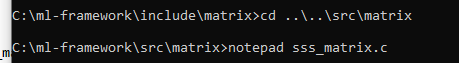 C:\ml-framework\include\matrix>cd ..\..\src\matrix
C:\ml-framework\src\matrix>notepad sss_matrix.c